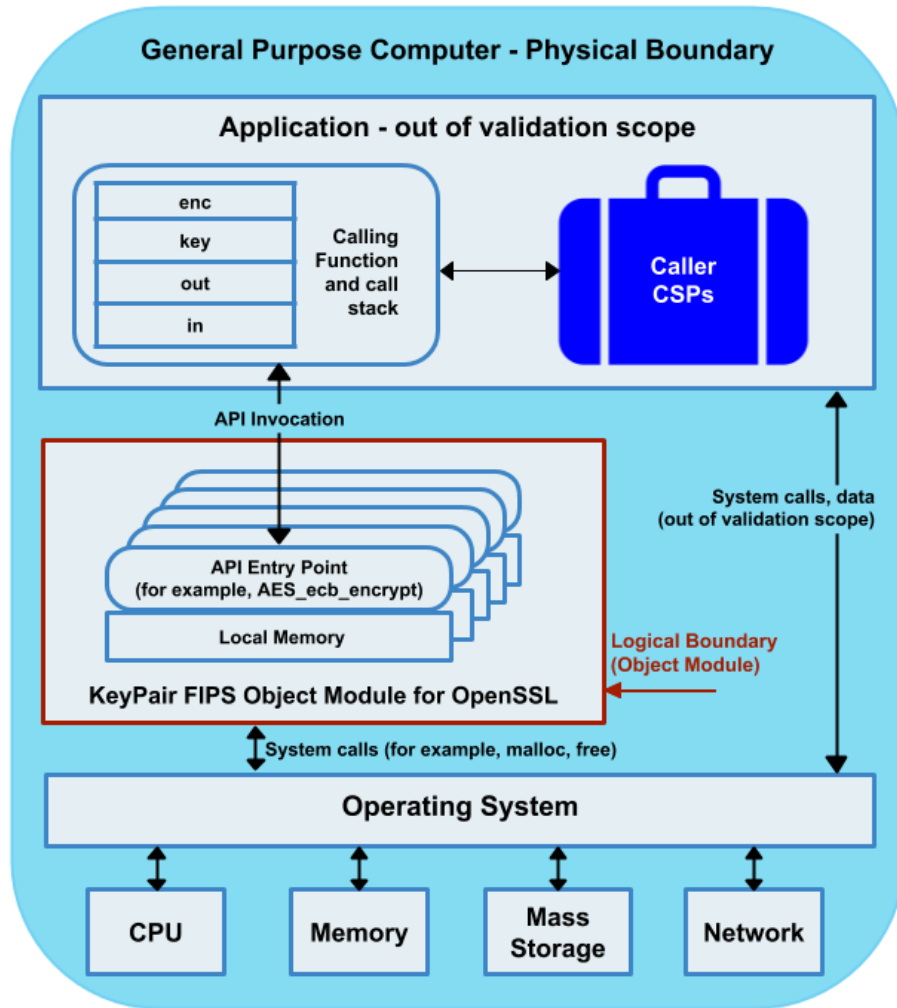 General Purpose Computer - Physical Boundary
Application - out of validation scope
enc
key
out
in
Calling
Function
and call
stack
Caller
CSPs
API Invocation
System calls, data
(out of validation scope)
API Entry Point
(for example, AES_ecb_encrypt)
Local Memory
KeyPair FIPS Object Module for OpenSSL
Logical Boundary
(Object Module)
System calls (for example, malloc, free)
Operating System
CPU
Memory
Mass
Storage
Network